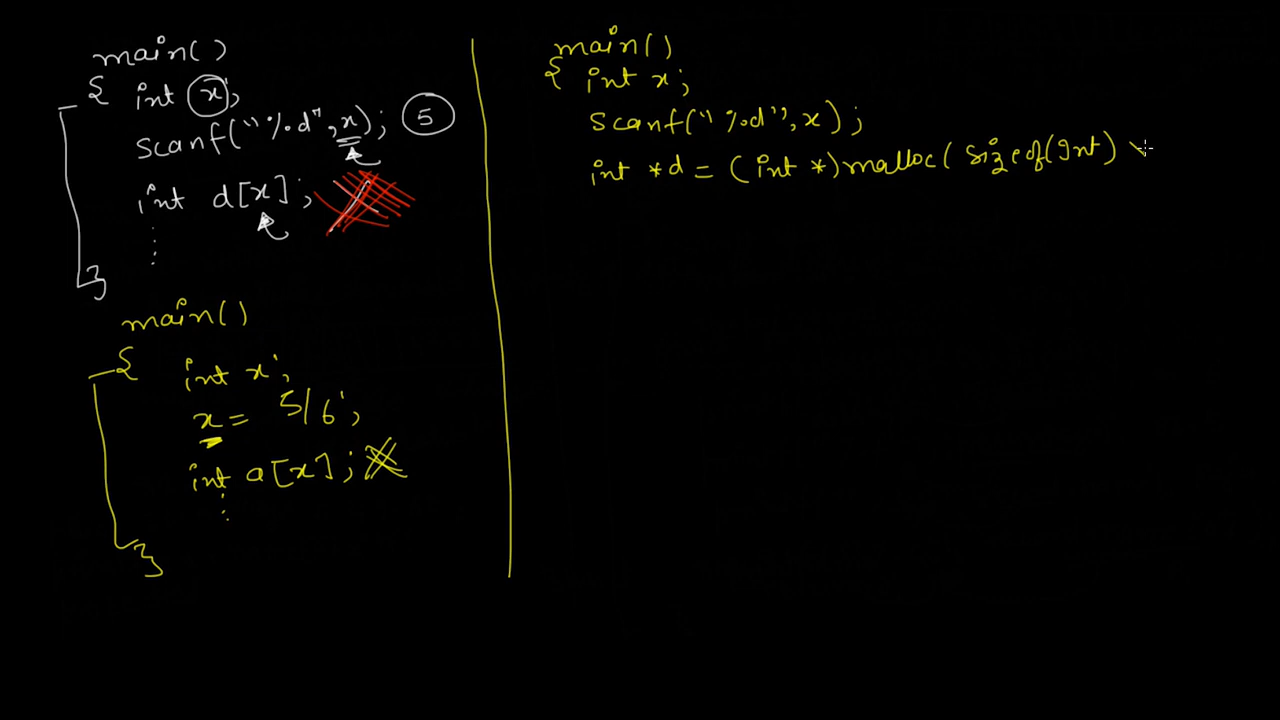 main()
{ int x;
scanf("%d", x); 5
int d[x];
}
main()
{ int x;
x = 5/6;
int a[x];
}
main()
{ int x;
scanf("%d", x);
int *d = (int *)malloc( sizeof(Int)